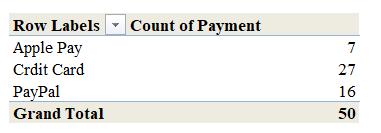 Row Labels Count of Payment
Apple Pay 7
Crdit Card 27
PayPal 16
Grand Total 50